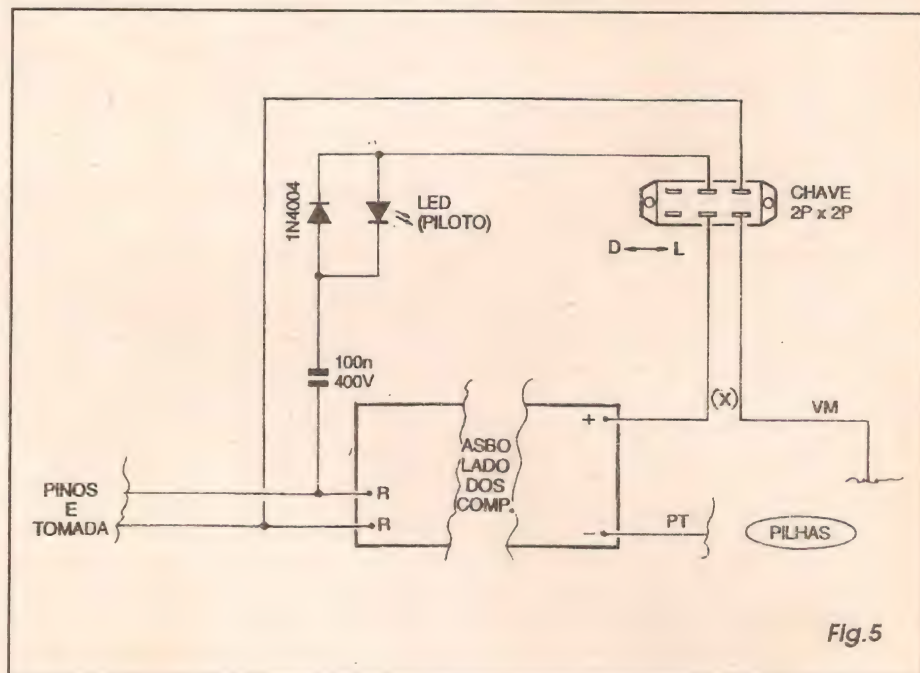 1N4004
LED
(PILOTO)
CHAVE
2P x 2P
D L
100n
400V
(X)
VM
+
ASBO
LADO
DOS
COMP.
PINOS
E
TOMADA
R
R
-
PT
PILHAS
Fig.5